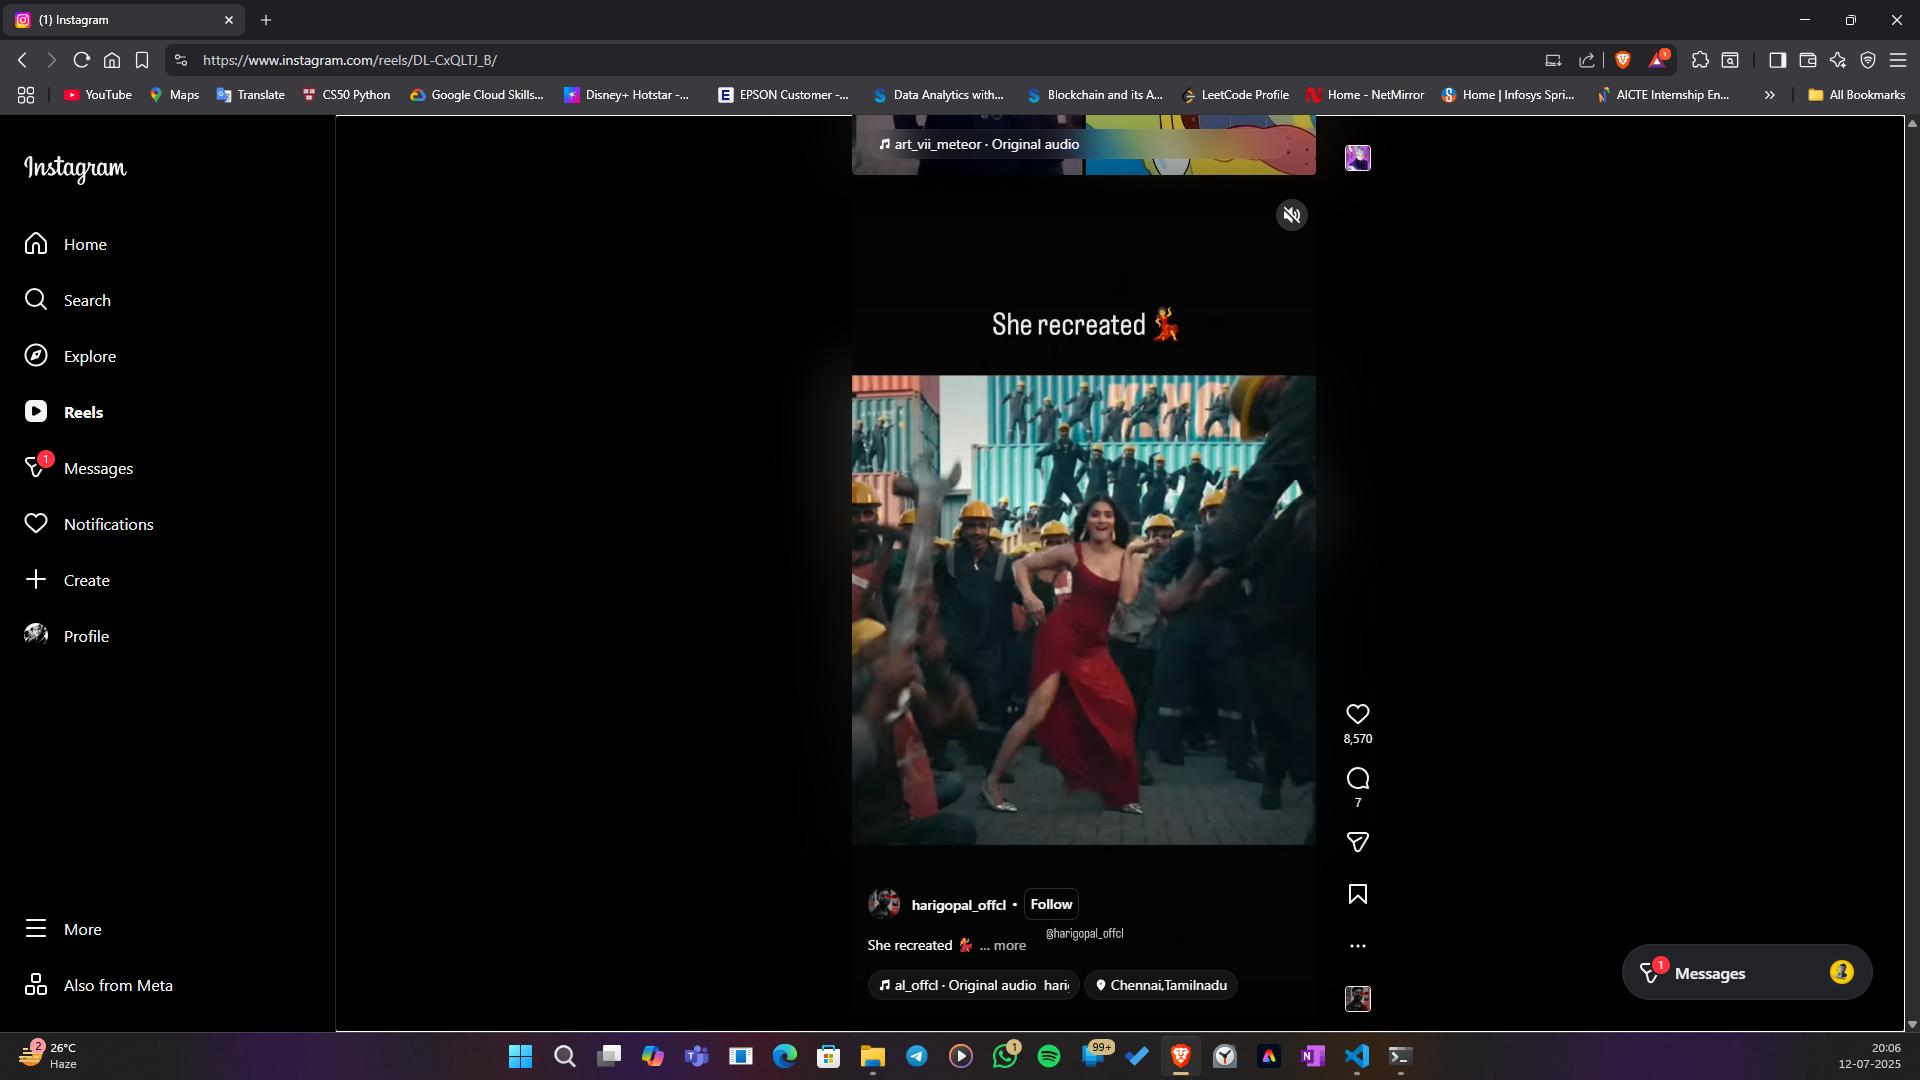 (1) Instagram
https://www.instagram.com/reels/DL-CxQLTJ_B/
1
YouTube
Maps
Translate
CS50 Python
Google Cloud Skills...
Disney+ Hotstar -...
EPSON Customer -...
Data Analytics with...
Blockchain and its A...
LeetCode Profile
Home - NetMirror
Home | Infosys Spri...
AICTE Internship En...
»
All Bookmarks
Instagram
Home
Search
Explore
Reels
1
Messages
Notifications
Create
Profile
More
Also from Meta
art_vii_meteor · Original audio
She recreated 💃
8,570
7
harigopal_offcl •
Follow
@harigopal_offcl
She recreated 💃 ... more
al_offcl · Original audio hari
Chennai,Tamilnadu
1
Messages
2
26°C
Haze
1
99+
20:06
12-07-2025